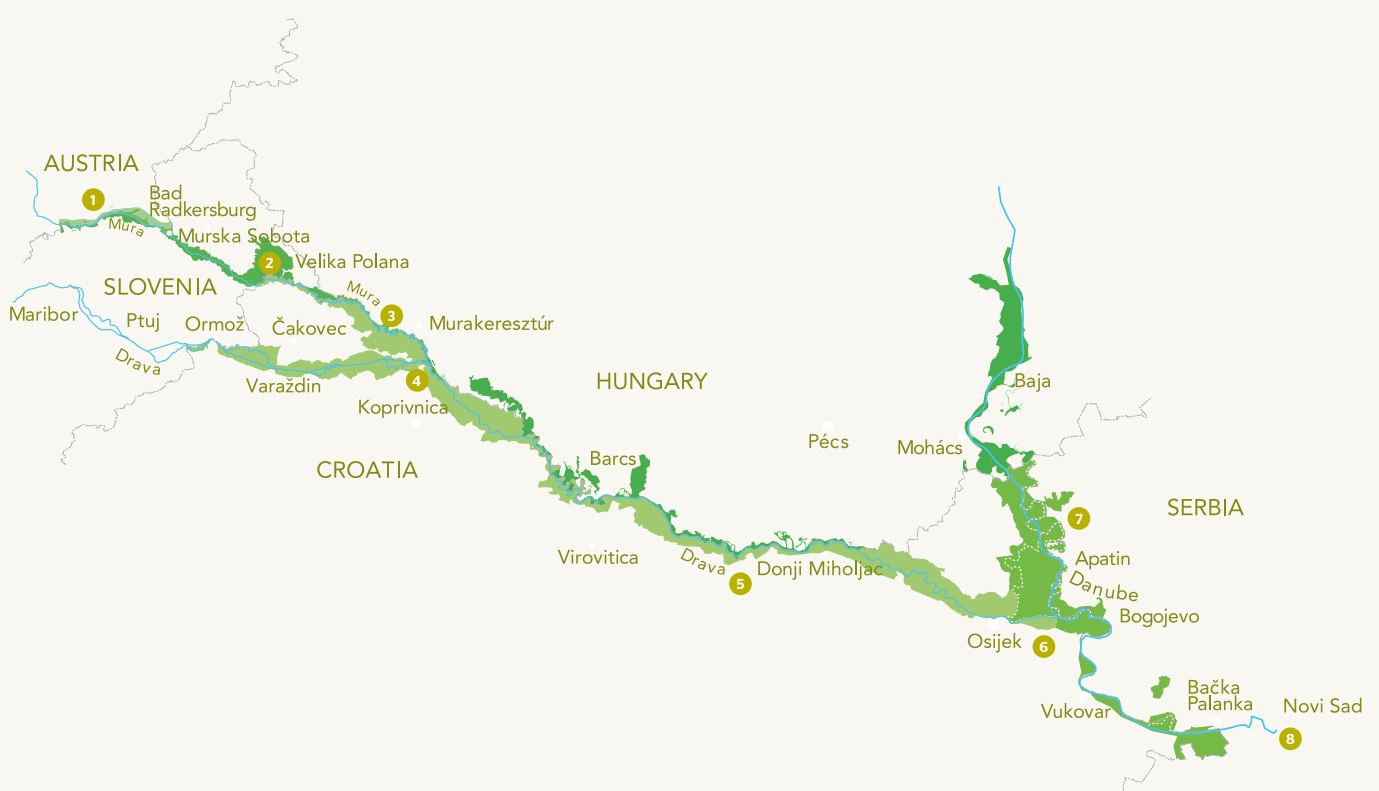 AUSTRIA
1
Bad
Radkersburg
Mura
Murska Sobota
2
Velika Polana
SLOVENIA
Mura
Maribor
Ptuj
Ormož
Čakovec
3
Murakeresztúr
Drava
Varaždin
4
Koprivnica
HUNGARY
Baja
CROATIA
Barcs
Pécs
Mohács
SERBIA
7
Virovitica
Drava
5
Donji Miholjac
Apatin
Danube
Bogojevo
Osijek
6
Vukovar
Bačka
Palanka
Novi Sad
8